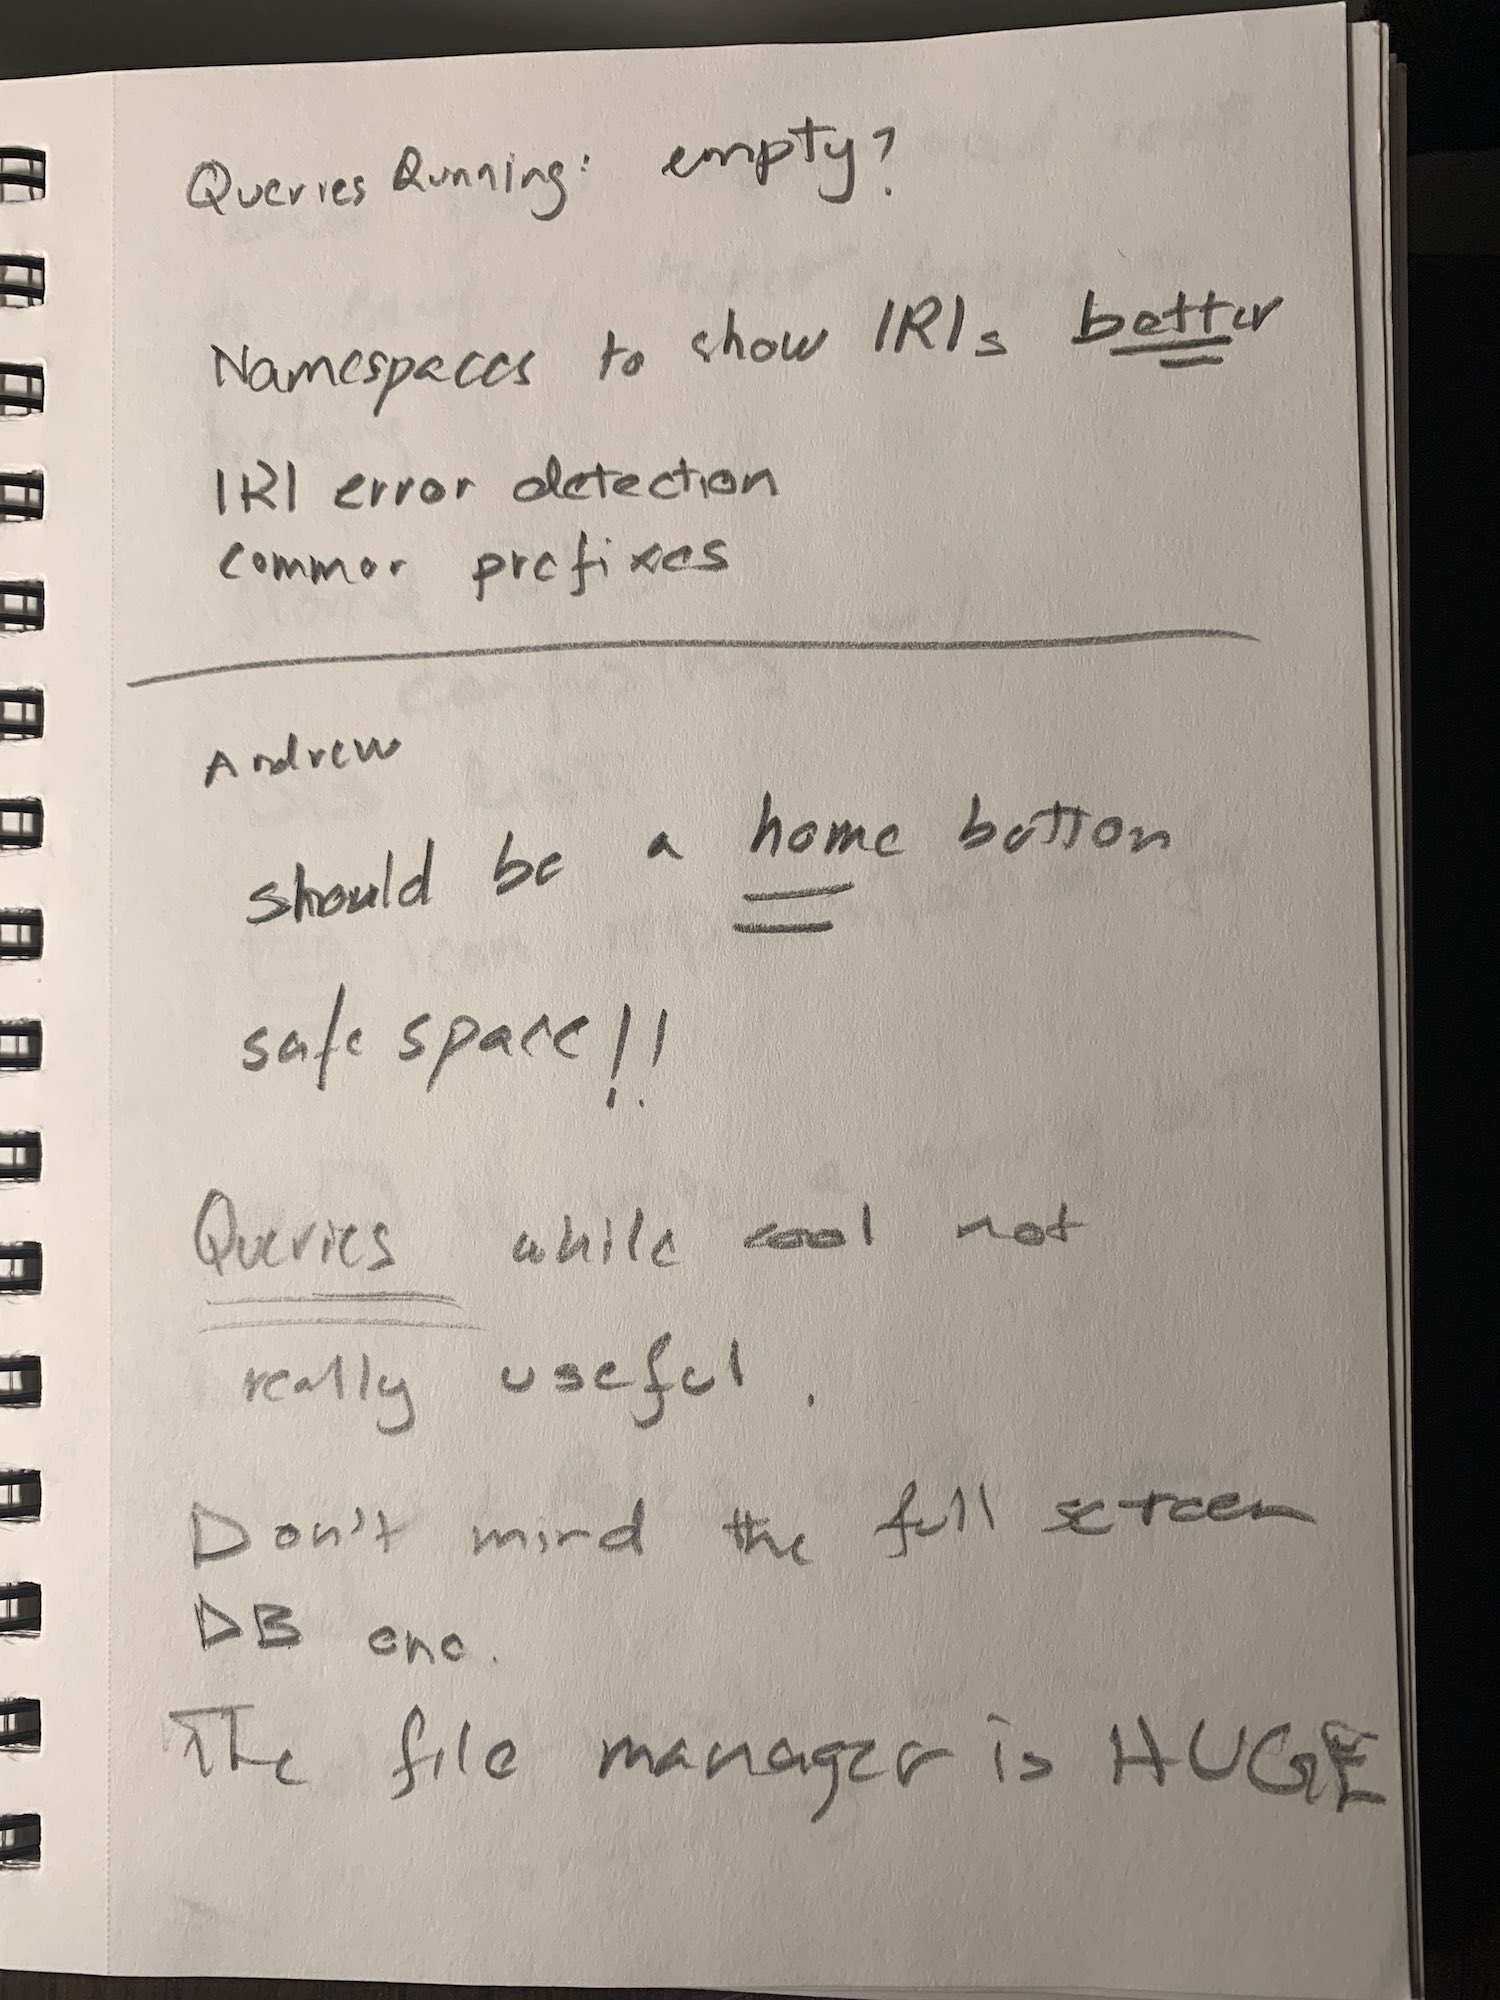 Queries Running: empty?
Namespaces to show IRIs better
IRI error detection
common prefixes
Andrew
should be a home button
safe space!!
Queries while cool not
really useful.
Don't mind the full screen
DB one.
The file manager is HUGE